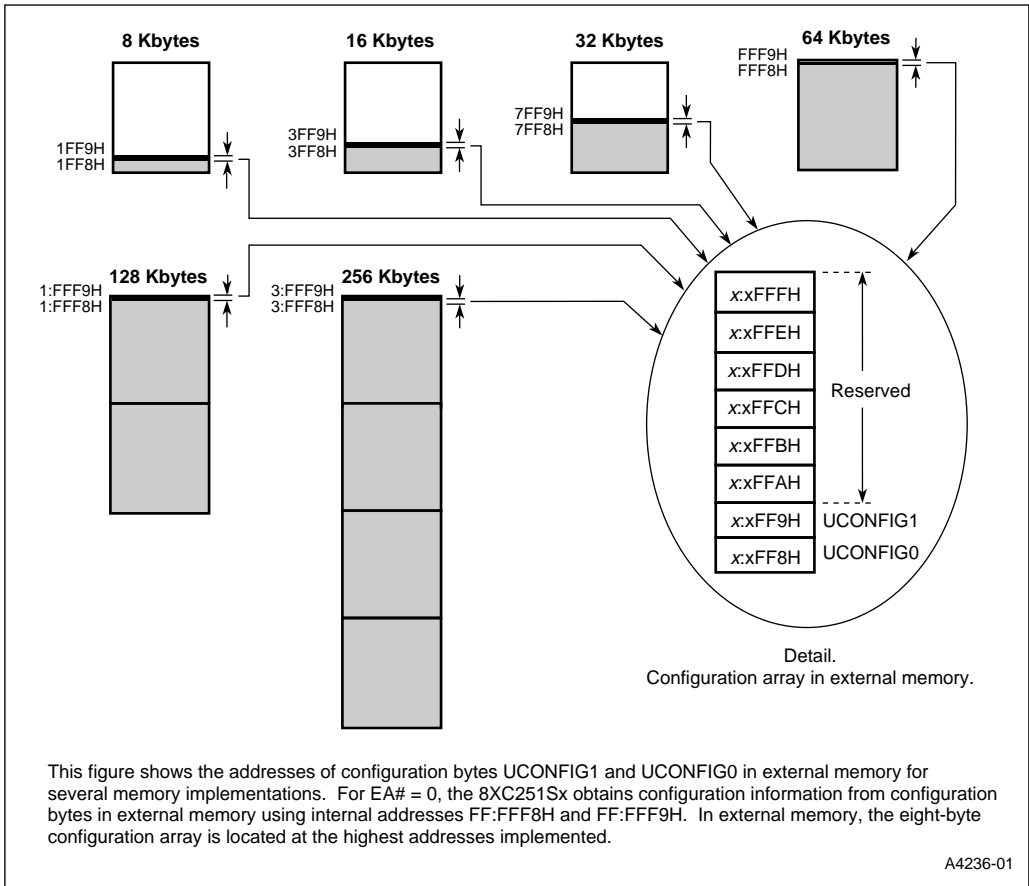 8 Kbytes
16 Kbytes
32 Kbytes
64 Kbytes
1FF9H
1FF8H
3FF9H
3FF8H
7FF9H
7FF8H
FFF9H
FFF8H
128 Kbytes
256 Kbytes
1:FFF9H
1:FFF8H
3:FFF9H
3:FFF8H
x:xFFFH
x:xFFEH
x:xFFDH
x:xFFCH
x:xFFBH
x:xFFAH
x:xFF9H
x:xFF8H
Reserved
UCONFIG1
UCONFIG0
Detail.
Configuration array in external memory.
This figure shows the addresses of configuration bytes UCONFIG1 and UCONFIG0 in external memory for
several memory implementations. For EA# = 0, the 8XC251Sx obtains configuration information from configuration
bytes in external memory using internal addresses FF:FFF8H and FF:FFF9H. In external memory, the eight-byte
configuration array is located at the highest addresses implemented.
A4236-01